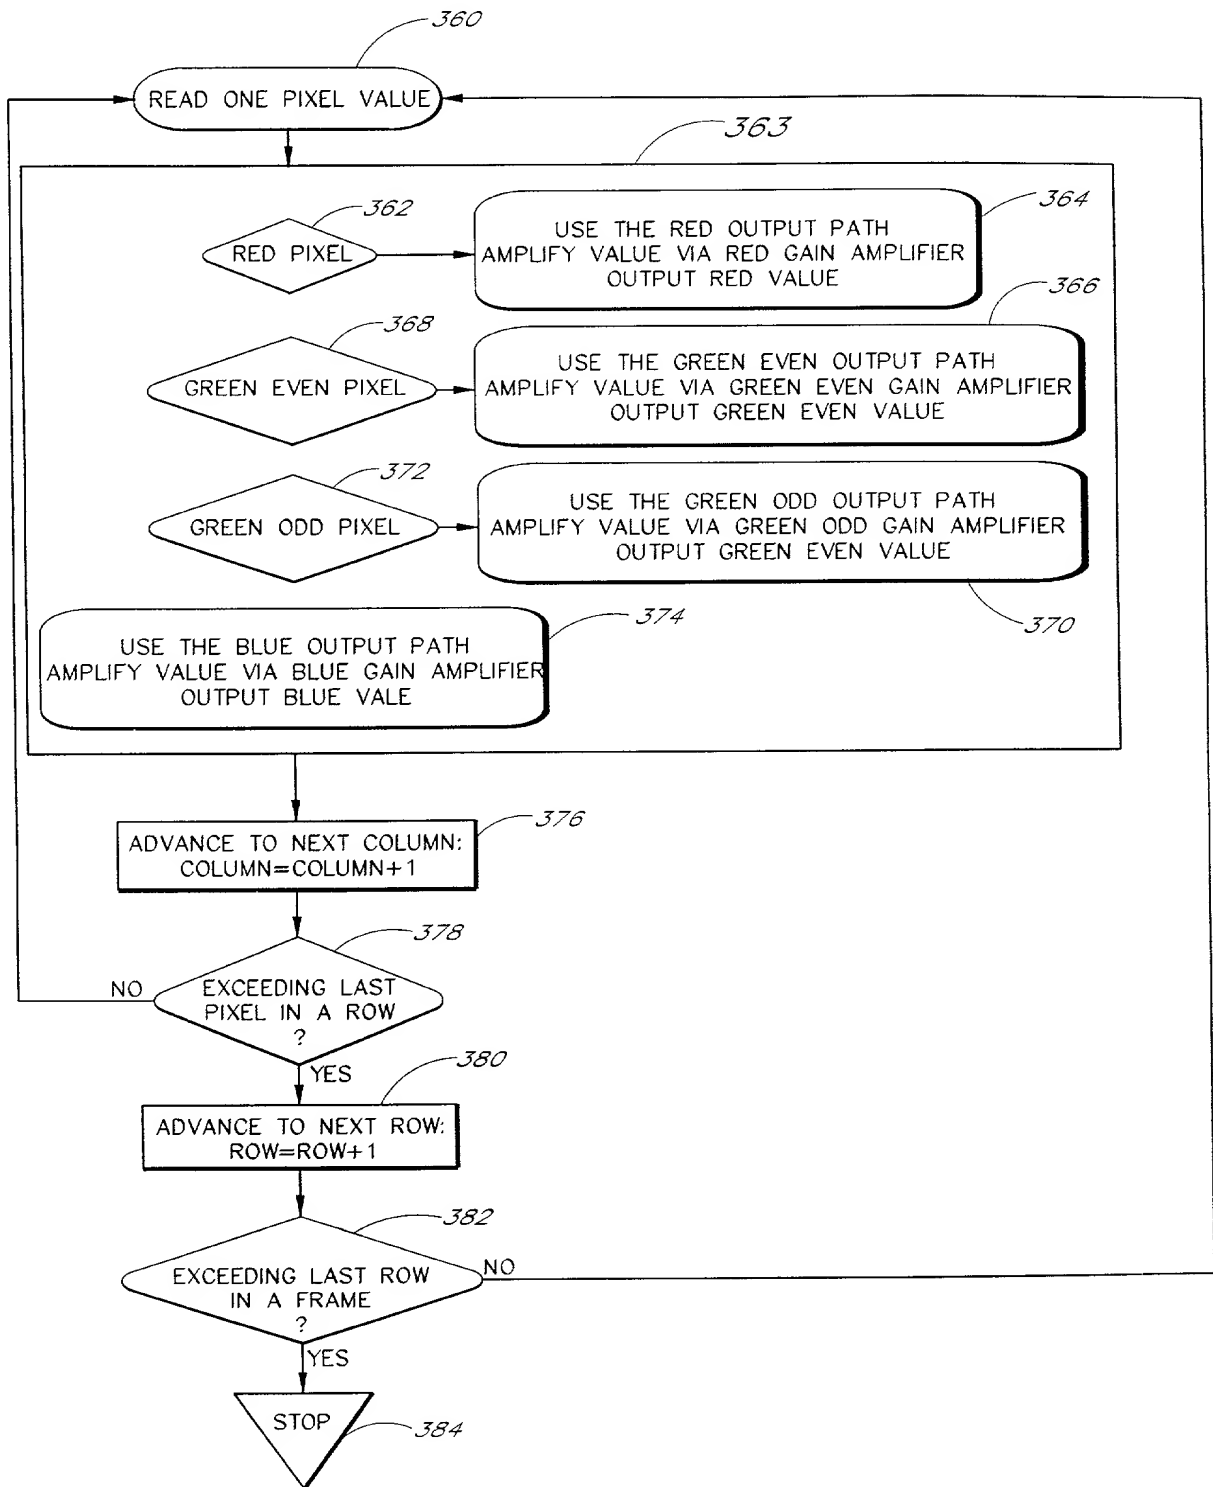 360
READ ONE PIXEL VALUE
363
362
RED PIXEL
364
USE THE RED OUTPUT PATH
AMPLIFY VALUE VIA RED GAIN AMPLIFIER
OUTPUT RED VALUE
366
368
GREEN EVEN PIXEL
USE THE GREEN EVEN OUTPUT PATH
AMPLIFY VALUE VIA GREEN EVEN GAIN AMPLIFIER
OUTPUT GREEN EVEN VALUE
372
GREEN ODD PIXEL
USE THE GREEN ODD OUTPUT PATH
AMPLIFY VALUE VIA GREEN ODD GAIN AMPLIFIER
OUTPUT GREEN EVEN VALUE
370
374
USE THE BLUE OUTPUT PATH
AMPLIFY VALUE VIA BLUE GAIN AMPLIFIER
OUTPUT BLUE VALE
376
ADVANCE TO NEXT COLUMN:
COLUMN=COLUMN+1
378
NO
EXCEEDING LAST
PIXEL IN A ROW
?
YES
380
ADVANCE TO NEXT ROW:
ROW=ROW+1
382
NO
EXCEEDING LAST ROW
IN A FRAME
?
YES
STOP
384